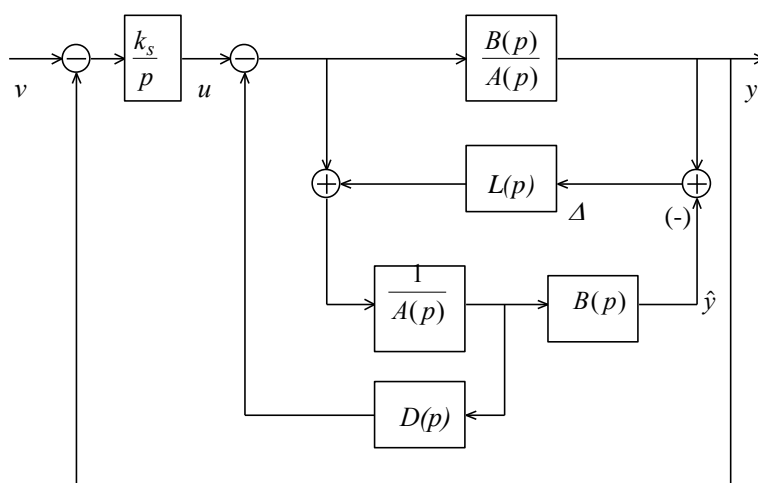 k_s
p
B(p)
A(p)
v
u
y
L(p)
Δ
(-)
1
A(p)
B(p)
ŷ
D(p)